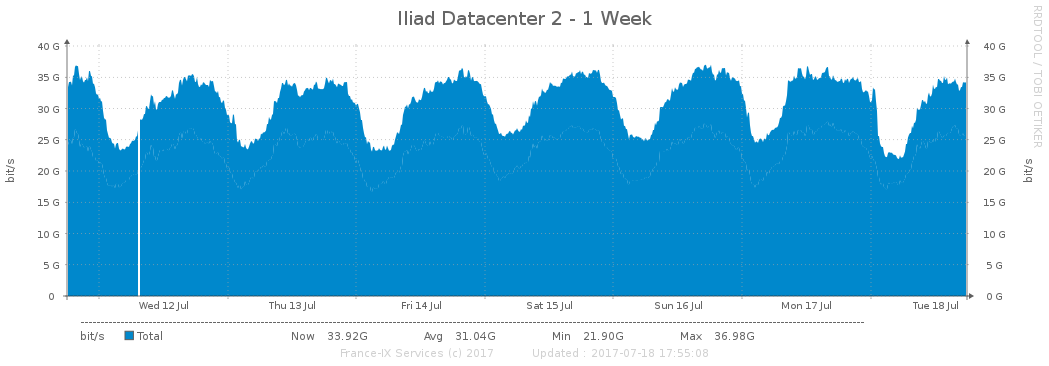 Iliad Datacenter 2 - 1 Week
RRDTOOL / TOBI OETIKER
bit/s
40 G
35 G
30 G
25 G
20 G
15 G
10 G
5 G
0
40 G
35 G
30 G
25 G
20 G
15 G
10 G
5 G
0 G
bit/s
Wed 12 Jul Thu 13 Jul Fri 14 Jul Sat 15 Jul Sun 16 Jul Mon 17 Jul Tue 18 Jul
bit/s Total Now 33.92G Avg 31.04G Min 21.90G Max 36.98G
France-IX Services (c) 2017 Updated : 2017-07-18 17:55:08